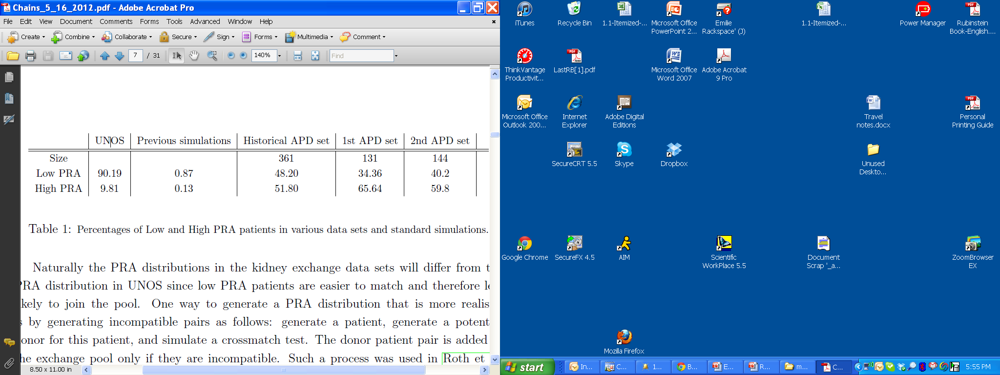 Chains_5_16_2012.pdf - Adobe Acrobat Pro
File Edit View Document Comments Forms Tools Advanced Window Help
Create Combine Collaborate Secure Sign Forms Multimedia Comment
7 / 31 140% Find
UNOS Previous simulations Historical APD set 1st APD set 2nd APD set
Size 361 131 144
Low PRA 90.19 0.87 48.20 34.36 40.2
High PRA 9.81 0.13 51.80 65.64 59.8
Table 1: Percentages of Low and High PRA patients in various data sets and standard simulations.
Naturally the PRA distributions in the kidney exchange data sets will differ from t
PRA distribution in UNOS since low PRA patients are easier to match and therefore le
kely to join the pool. One way to generate a PRA distribution that is more realis
s by generating incompatible pairs as follows: generate a patient, generate a potent
onor for this patient, and simulate a crossmatch test. The donor patient pair is added
he exchange pool only if they are incompatible. Such a process was used in Roth et
8.50 x 11.00 in
iTunes
Recycle Bin
1.1-Itemized-...
Microsoft Office
PowerPoint 2...
Emilie
Rackspace' (J)
1.1-Itemized-...
Power Manager
Rubinstein
Book-English....
ThinkVantage
Productivit...
LastRB[1].pdf
Microsoft Office
Word 2007
Adobe Acrobat
9 Pro
Microsoft Office
Outlook 200...
Internet
Explorer
Adobe Digital
Editions
Travel
notes.docx
Personal
Printing Guide
SecureCRT 5.5
Skype
Dropbox
Unused
Deskto...
Google Chrome
SecureFX 4.5
AIM
Scientific
WorkPlace 5.5
Document
Scrap '_a...
ZoomBrowser
EX
Mozilla Firefox
start In... C... 1... B... E... R... m... C... 5:55 PM